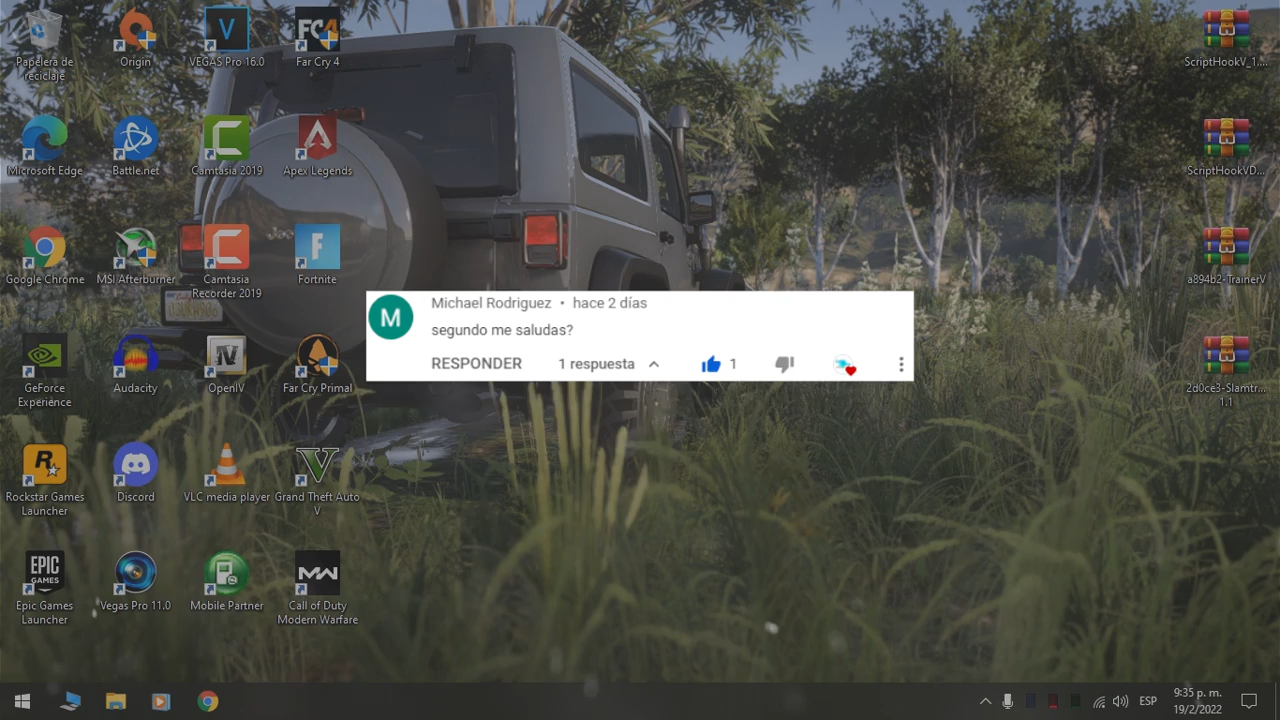 Papelera de
reciclaje
Origin
VEGAS Pro 16.0
FC4
Far Cry 4
ScriptHookV_1....
Microsoft Edge
Battle.net
Camtasia 2019
Apex Legends
ScriptHookVD...
Google Chrome
MSI Afterburner
Camtasia
Recorder 2019
Fortnite
a894b2-TrainerV
M
Michael Rodriguez • hace 2 días
segundo me saludas?
RESPONDER 1 respuesta 1
GeForce
Experience
Audacity
OpenIV
Far Cry Primal
2d0ce3-Slamtr...
1.1
Rockstar Games
Launcher
Discord
VLC media player
Grand Theft Auto
V
EPIC
GAMES
Epic Games
Launcher
Vegas Pro 11.0
Mobile Partner
Call of Duty
Modern Warfare
ESP
9:35 p. m.
19/2/2022